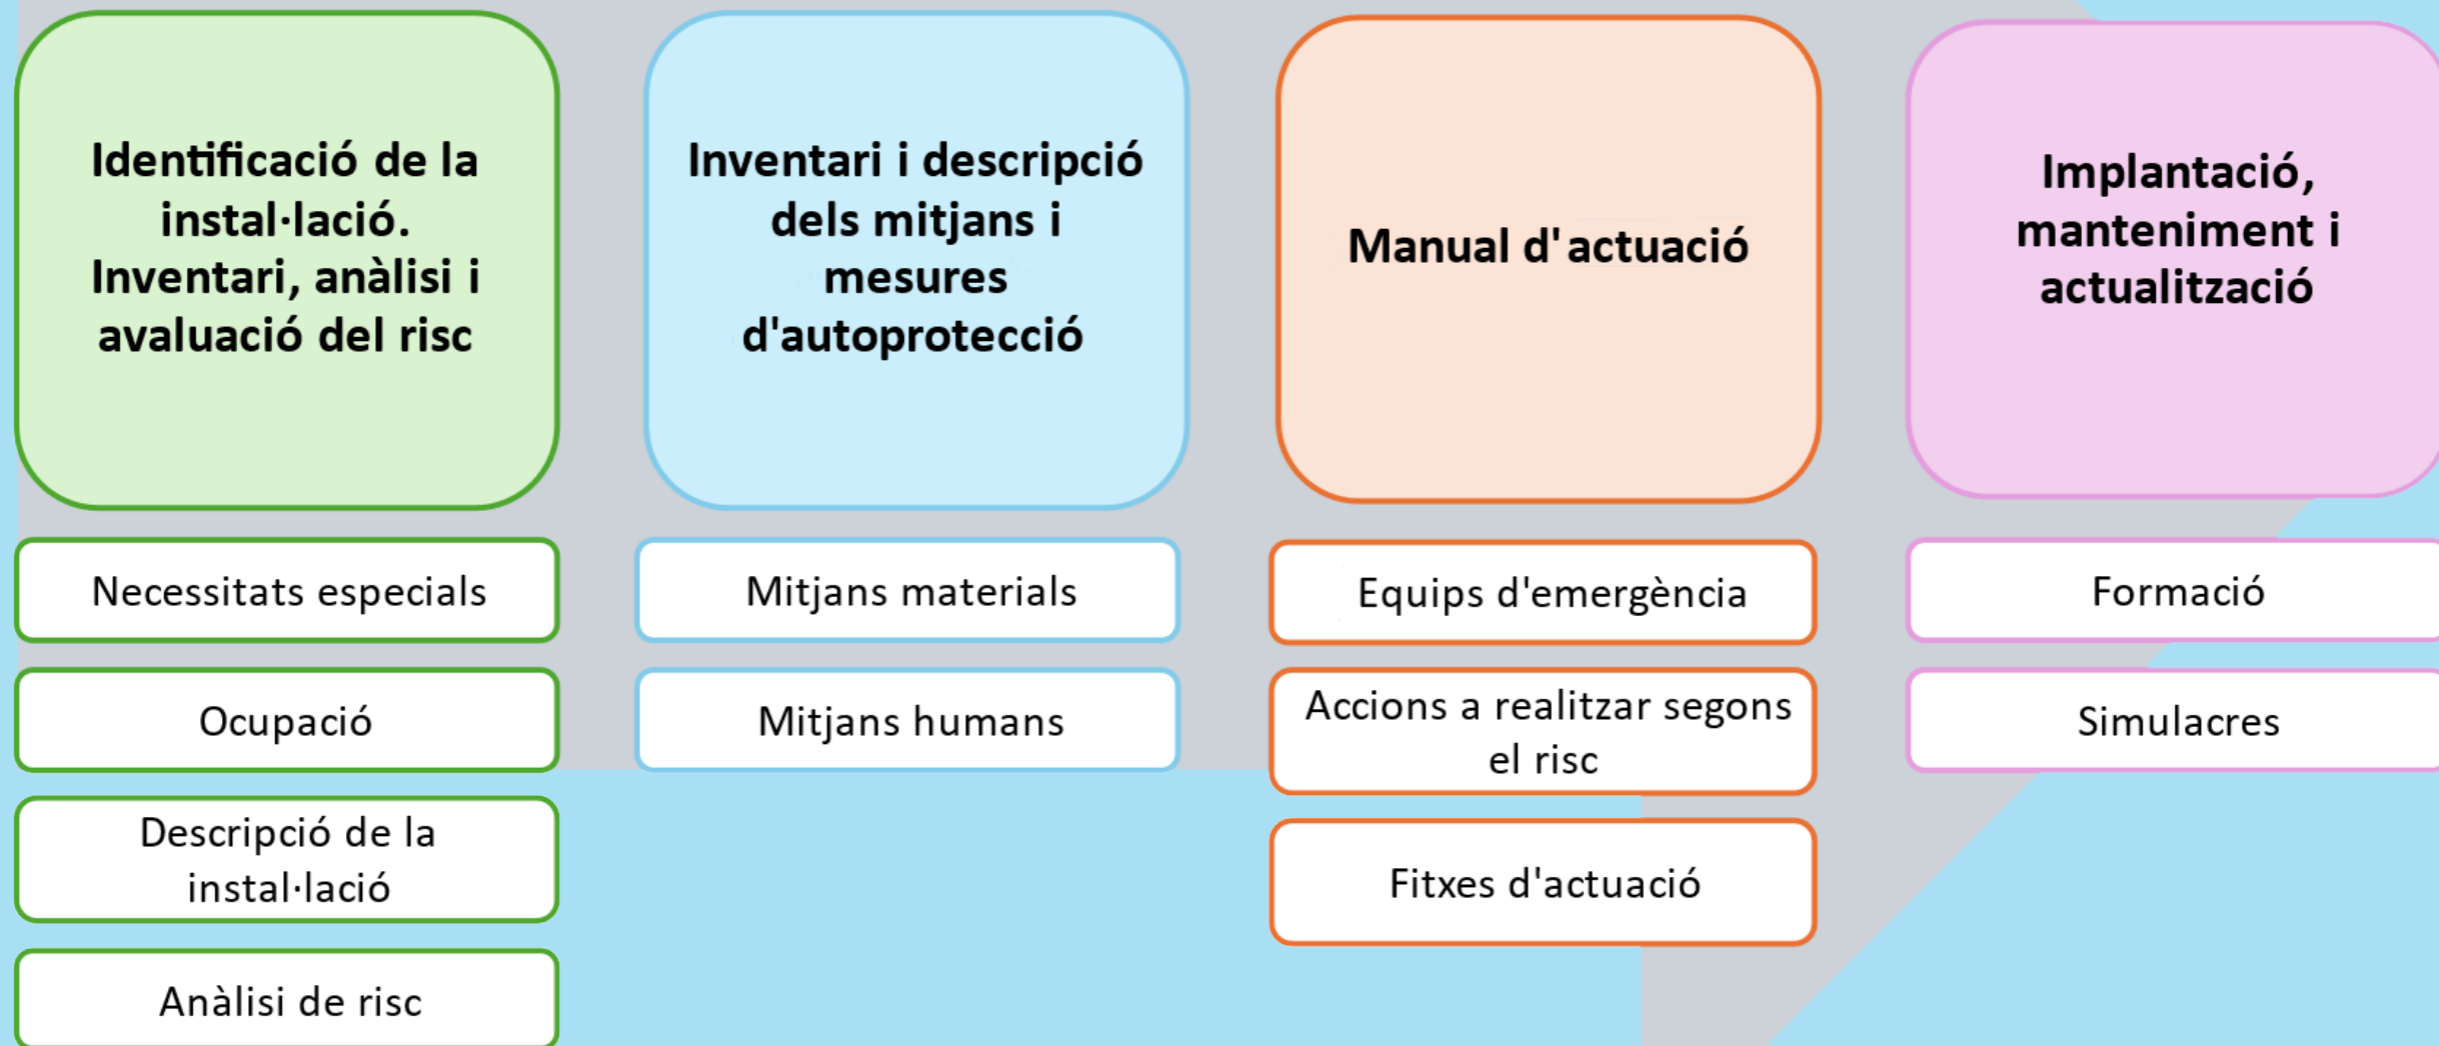 Identificació de la
instal·lació.
Inventari, anàlisi i
avaluació del risc
Necessitats especials
Ocupació
Descripció de la
instal·lació
Anàlisi de risc
Inventari i descripció
dels mitjans i
mesures
d'autoprotecció
Mitjans materials
Mitjans humans
Manual d'actuació
Equips d'emergència
Accions a realitzar segons
el risc
Fitxes d'actuació
Implantació,
manteniment i
actualització
Formació
Simulacres